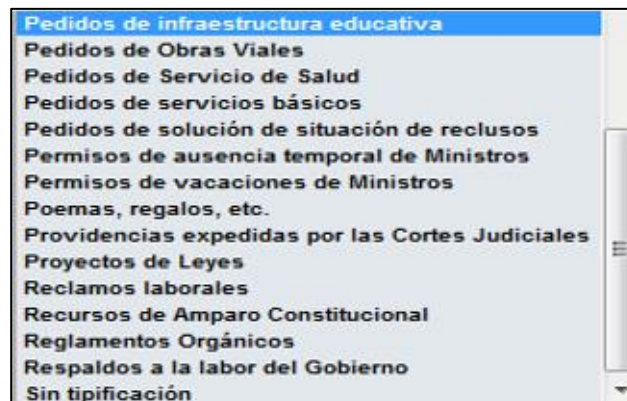 Pedidos de infraestructura educativa
Pedidos de Obras Viales
Pedidos de Servicio de Salud
Pedidos de servicios básicos
Pedidos de solución de situación de reclusos
Permisos de ausencia temporal de Ministros
Permisos de vacaciones de Ministros
Poemas, regalos, etc.
Providencias expedidas por las Cortes Judiciales
Proyectos de Leyes
Reclamos laborales
Recursos de Amparo Constitucional
Reglamentos Orgánicos
Respaldos a la labor del Gobierno
Sin tipificación